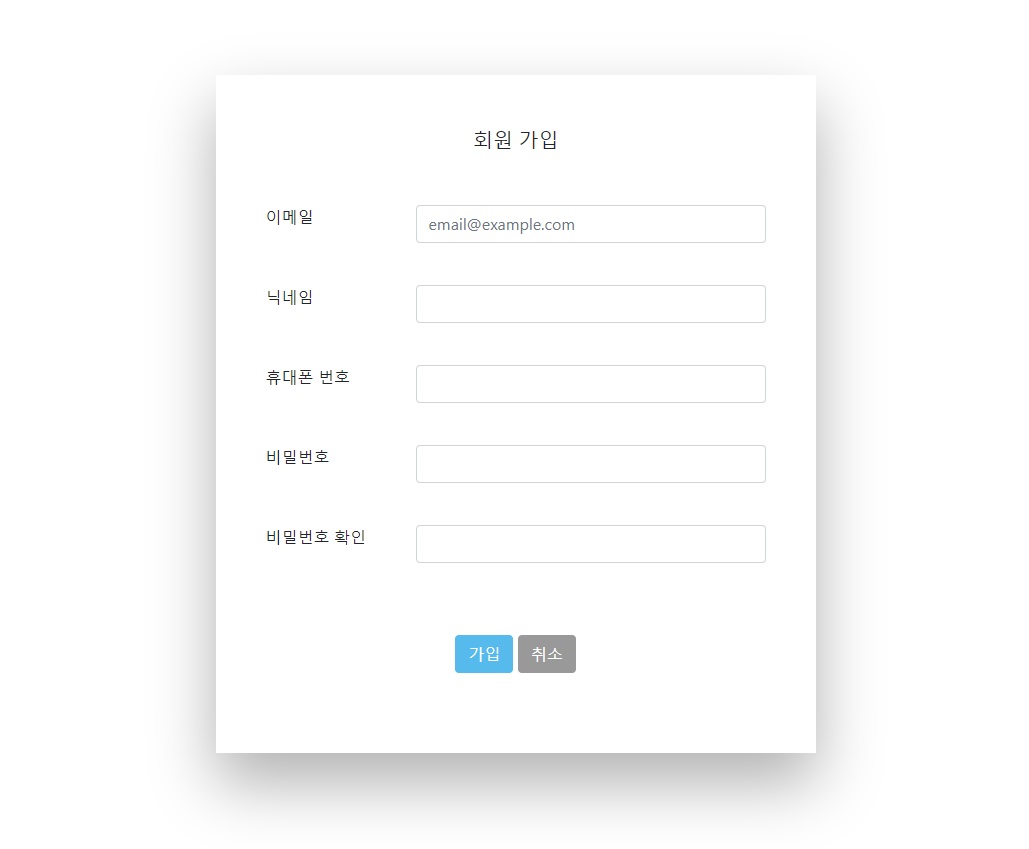 회원 가입
이메일
email@example.com
닉네임
휴대폰 번호
비밀번호
비밀번호 확인
가입 취소